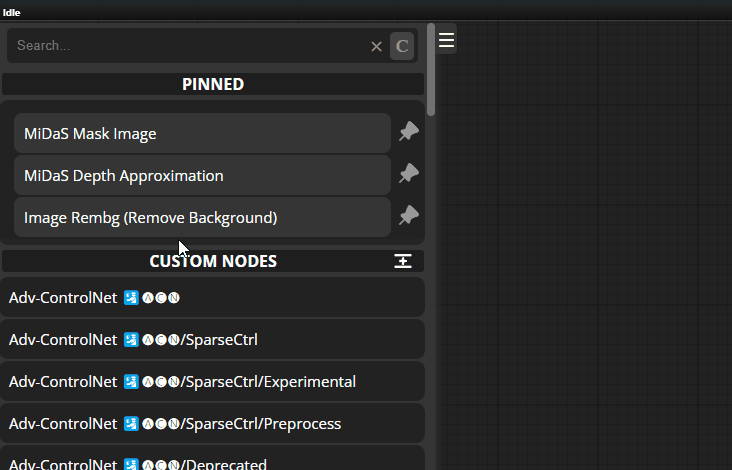 Idle
Search...
C
PINNED
MiDaS Mask Image
MiDaS Depth Approximation
Image Rembg (Remove Background)
CUSTOM NODES
Adv-ControlNet 🛂🅐🅒🅝
Adv-ControlNet 🛂🅐🅒🅝/SparseCtrl
Adv-ControlNet 🛂🅐🅒🅝/SparseCtrl/Experimental
Adv-ControlNet 🛂🅐🅒🅝/SparseCtrl/Preprocess
Adv-ControlNet 🛂🅐🅒🅝/Deprecated